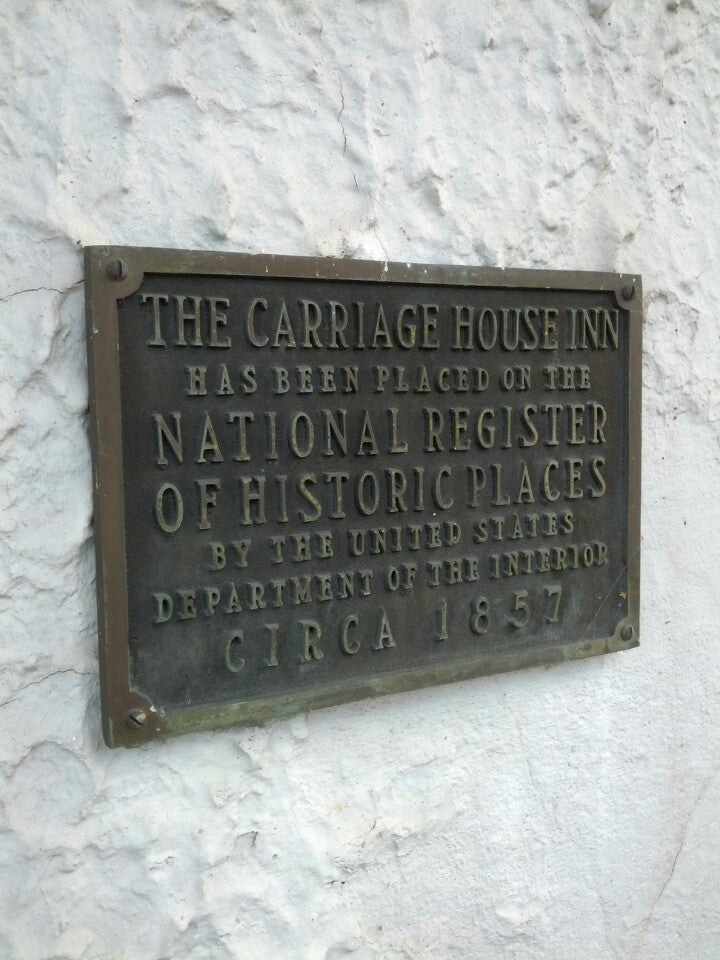 THE CARRIAGE HOUSE INN
HAS BEEN PLACED ON THE
NATIONAL REGISTER
OF HISTORIC PLACES
BY THE UNITED STATES
DEPARTMENT OF THE INTERIOR
CIRCA 1857